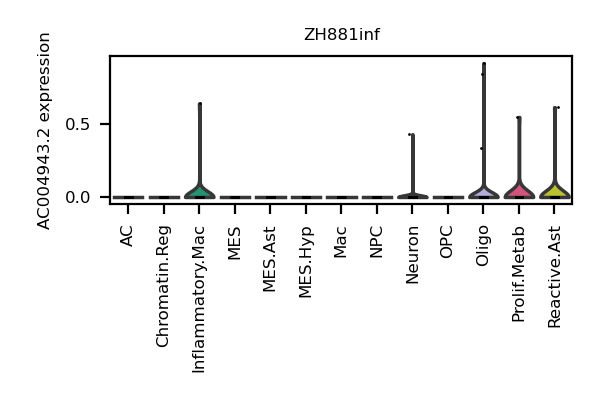 ZH881inf
AC004943.2 expression
0.5
0.0
AC
Chromatin.Reg
Inflammatory.Mac
MES
MES.Ast
MES.Hyp
Mac
NPC
Neuron
OPC
Oligo
Prolif.Metab
Reactive.Ast